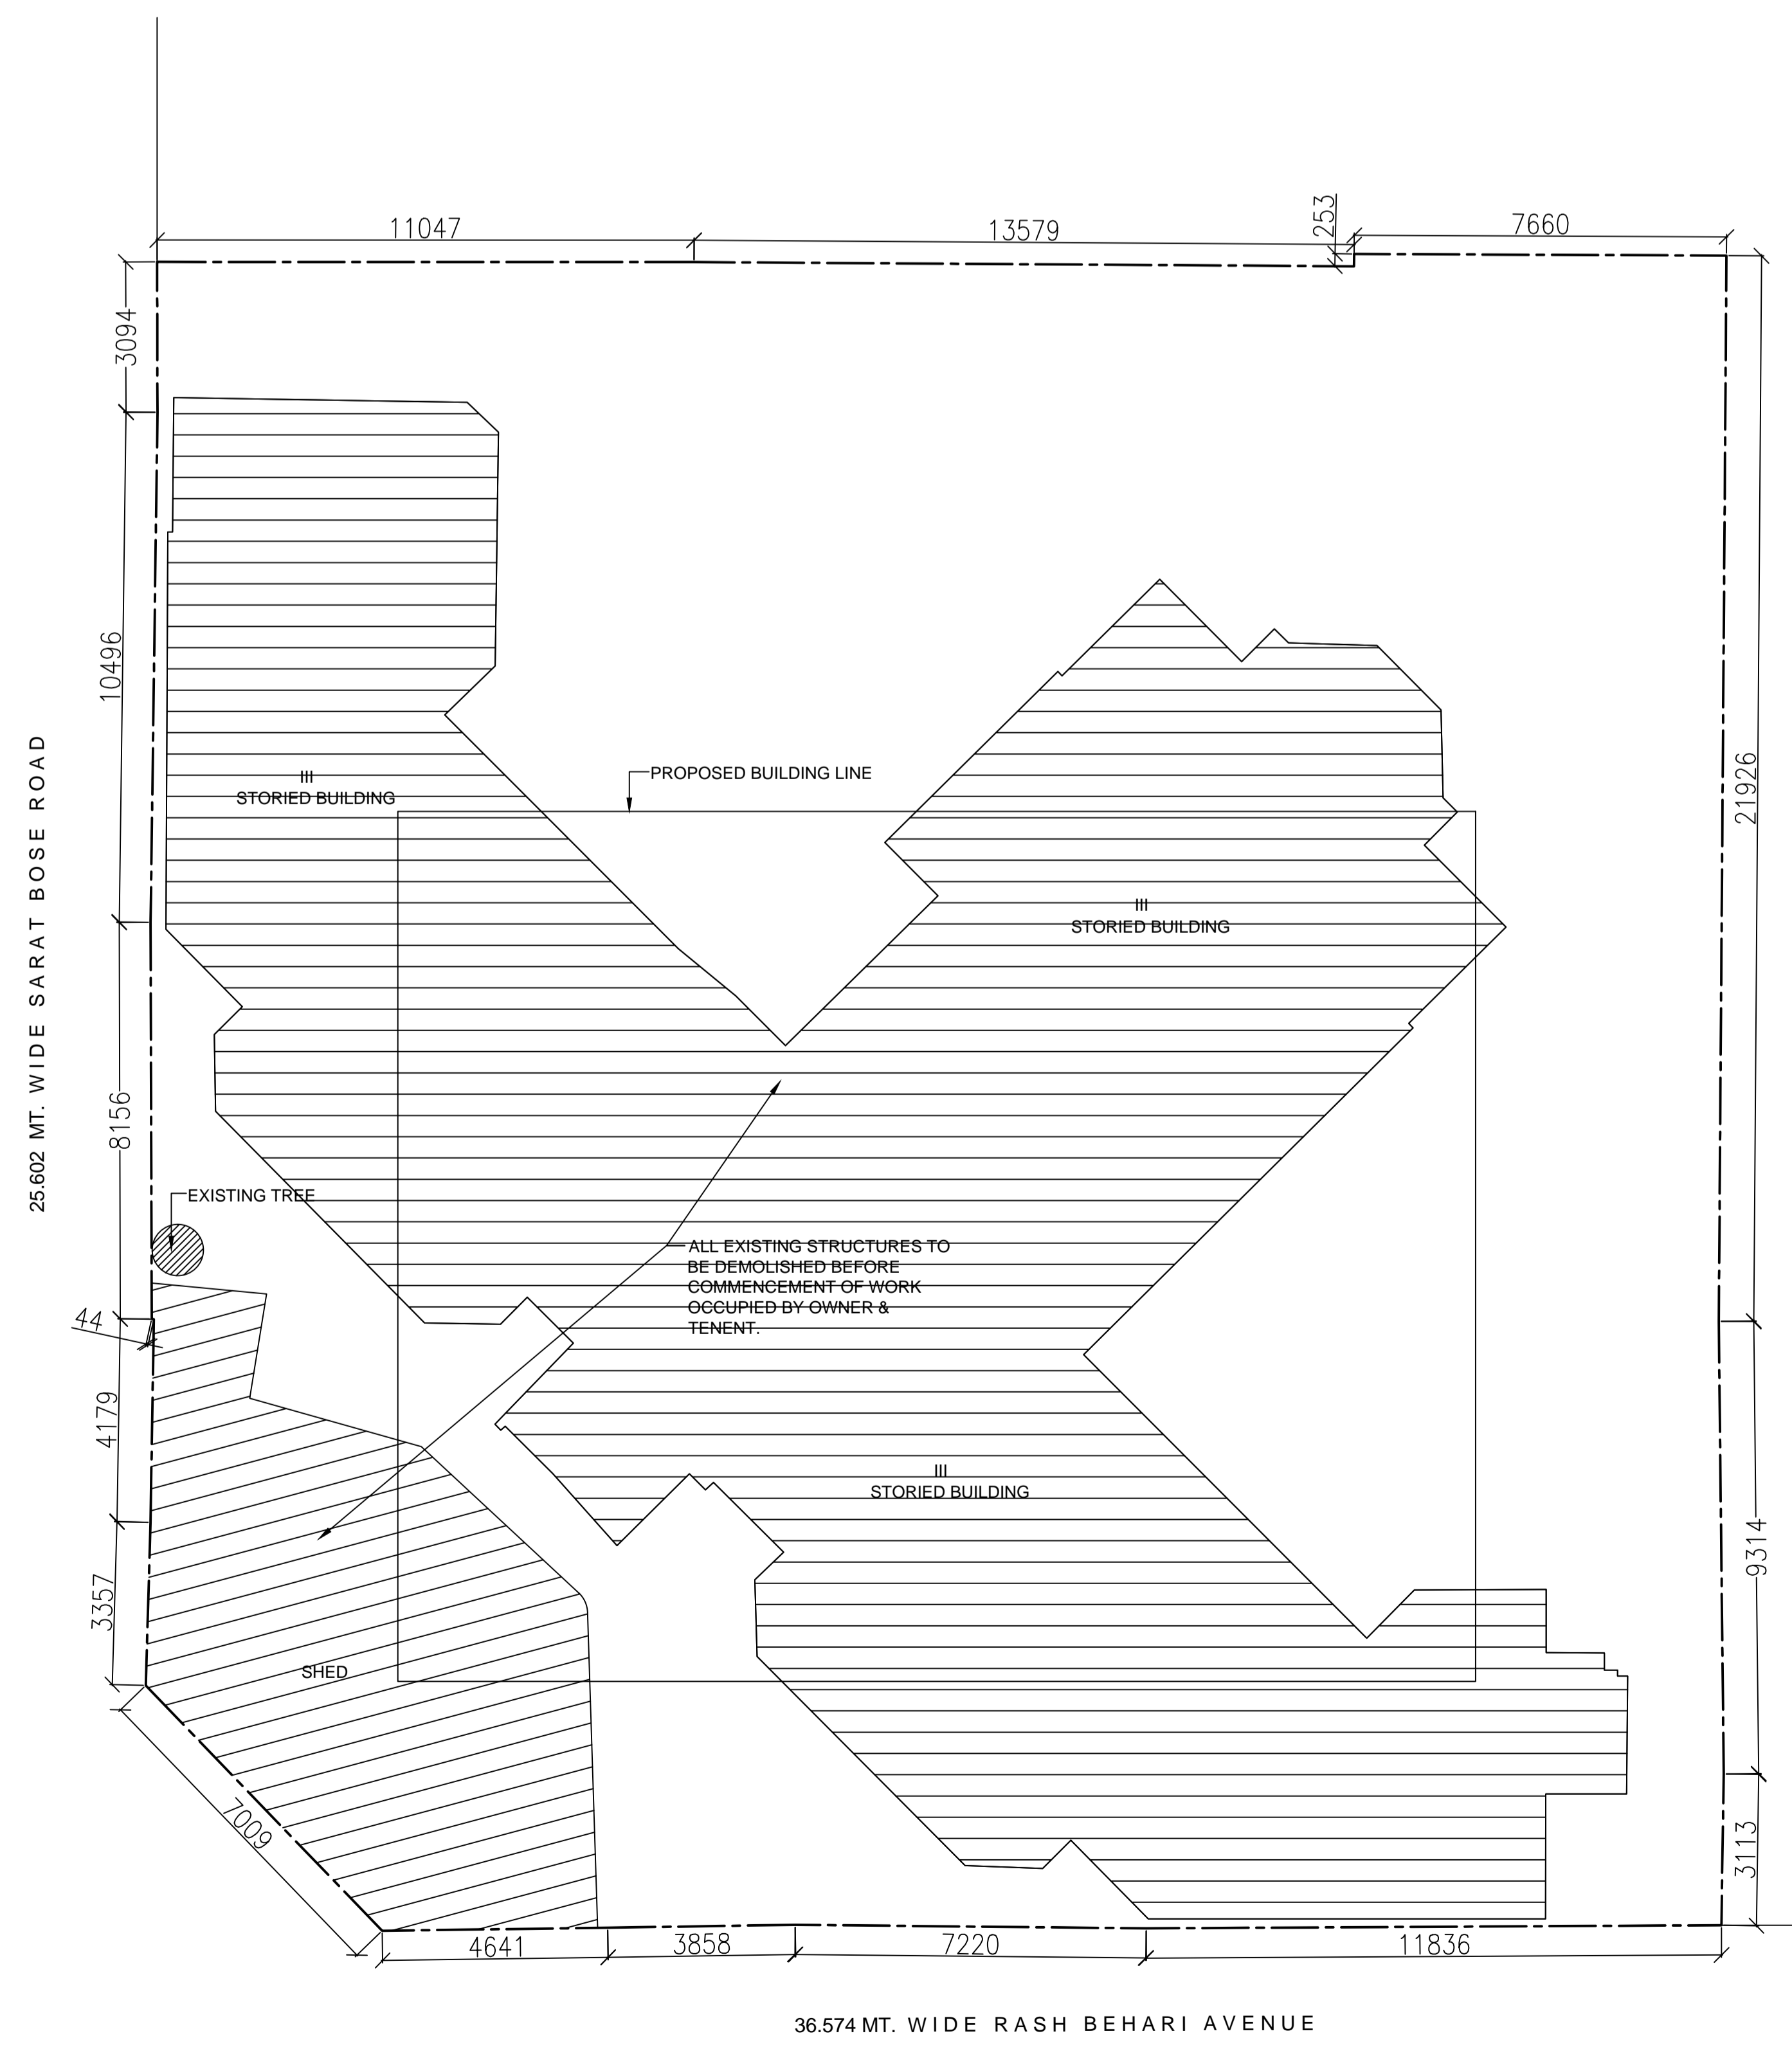 11047
13579
253
7660
3094
10496
21926
25.602 MT. WIDE SARAT BOSE ROAD
PROPOSED BUILDING LINE
III
STORIED BUILDING
III
STORIED BUILDING
8156
EXISTING TREE
ALL EXISTING STRUCTURES TO
BE DEMOLISHED BEFORE
COMMENCEMENT OF WORK
OCCUPIED BY OWNER &
TENENT.
44
4179
III
STORIED BUILDING
93314
3357
SHED
7009
3113
4641
3858
7220
11836
36.574 MT. WIDE RASH BEHARI AVENUE